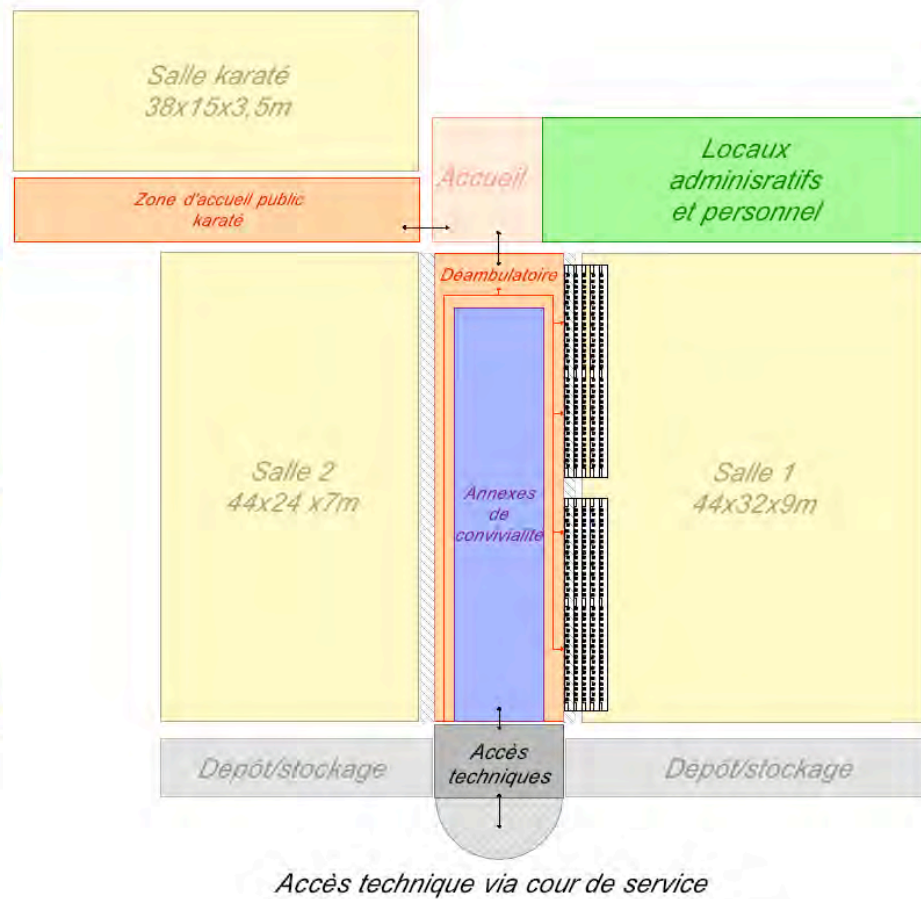 Salle karaté
38x15x3,5m
Accueil
Locaux
adminisratifs
et personnel
Zone d'accueil public
karaté
Déambulatoire
Salle 2
44x24 x7m
Annexes
de
convivialité
Salle 1
44x32x9m
Dépôt/stockage
Accès
techniques
Dépôt/stockage
Accès technique via cour de service